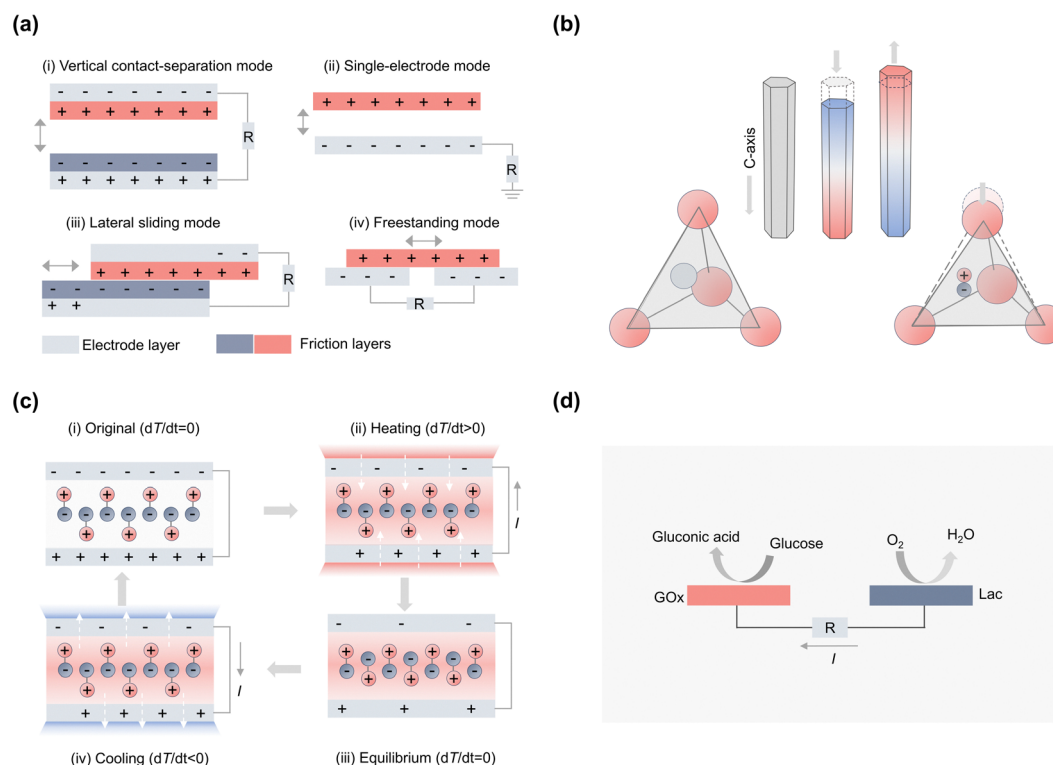 (a)
(i) Vertical contact-separation mode
- - - - - - -
+ + + + + + +
R
- - - - - - -
+ + + + + + +
(ii) Single-electrode mode
+ + + + + + +
- - - - - - -
R
(iii) Lateral sliding mode
- -
+ + + + + + +
R
- - - - - - -
+ +
(iv) Freestanding mode
+ + + + + +
- - - - - -
R
Electrode layer
Friction layers
(b)
C-axis
+
-
(c)
(i) Original (dT/dt=0)
- - - - - - -
+ + + +
- - - - - - -
+ + +
+ + + + + + +
(ii) Heating (dT/dt>0)
- - - -
+ + + +
- - - - - - -
+ + +
+ + + +
I
(iv) Cooling (dT/dt<0)
- - - -
+ + + +
- - - - - - -
+ + +
+ + + +
I
(iii) Equilibrium (dT/dt=0)
- - -
+ - + - + - +
- + - + - + -
+ + +
(d)
Gluconic acid
Glucose
O₂
H₂O
GOx
Lac
R
I